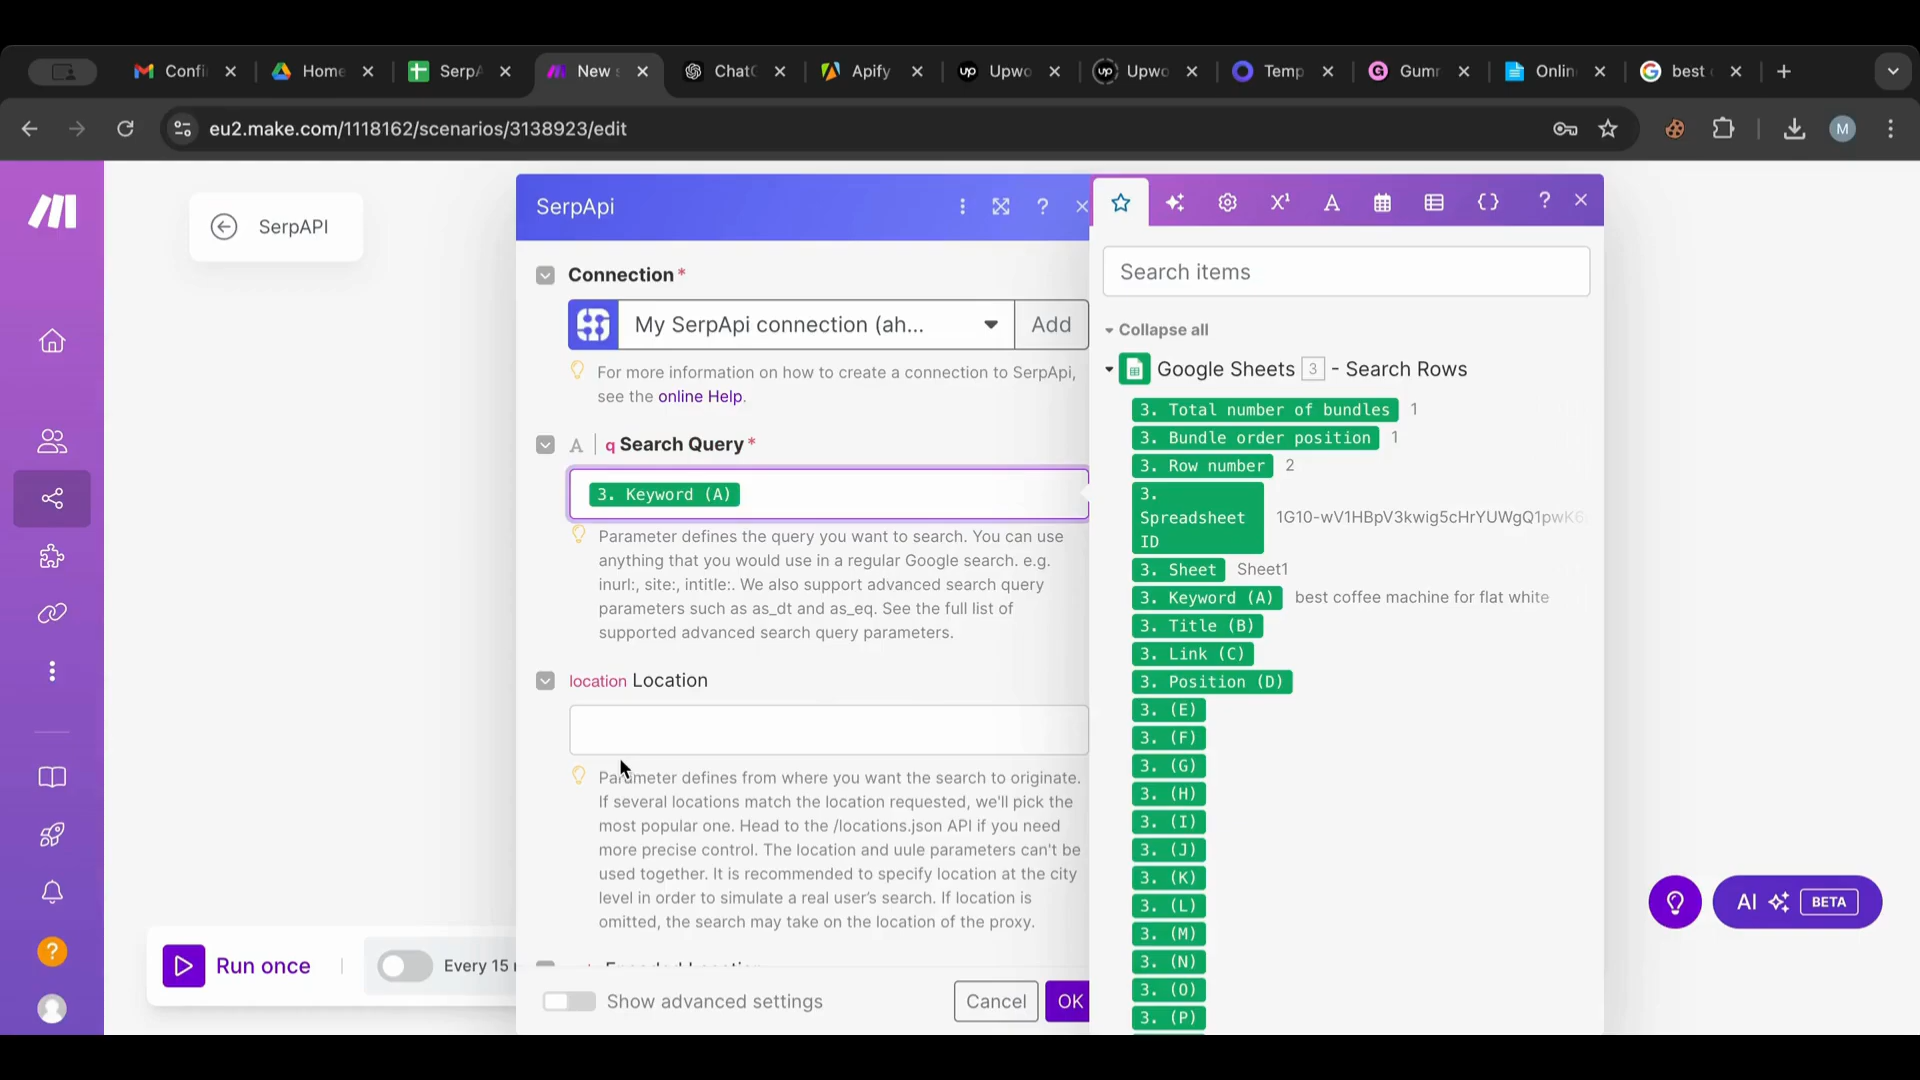 Confi
Home
SerpA
New s
ChatG
Apify
Upwo
Upwo
Temp
Gumr
Onlin
best
eu2.make.com/1118162/scenarios/3138923/edit
M
SerpAPI
SerpApi
Connection*
My SerpApi connection (ah...
Add
For more information on how to create a connection to SerpApi,
see the online Help.
A q Search Query*
3. Keyword (A)
Parameter defines the query you want to search. You can use
anything that you would use in a regular Google search. e.g.
inurl:, site:, intitle:. We also support advanced search query
parameters such as as_dt and as_eq. See the full list of
supported advanced search query parameters.
location Location
Parameter defines from where you want the search to originate.
If several locations match the location requested, we'll pick the
most popular one. Head to the /locations.json API if you need
more precise control. The location and uule parameters can't be
used together. It is recommended to specify location at the city
level in order to simulate a real user's search. If location is
omitted, the search may take on the location of the proxy.
Show advanced settings
Cancel
OK
Search items
Collapse all
Google Sheets 3 - Search Rows
3. Total number of bundles 1
3. Bundle order position 1
3. Row number 2
3.
Spreadsheet
ID
1G10-wV1HBpV3kwig5cHrYUWgQ1pwK6
3. Sheet Sheet1
3. Keyword (A) best coffee machine for flat white
3. Title (B)
3. Link (C)
3. Position (D)
3. (E)
3. (F)
3. (G)
3. (H)
3. (I)
3. (J)
3. (K)
3. (L)
3. (M)
3. (N)
3. (O)
3. (P)
Run once
Every 15
AI BETA